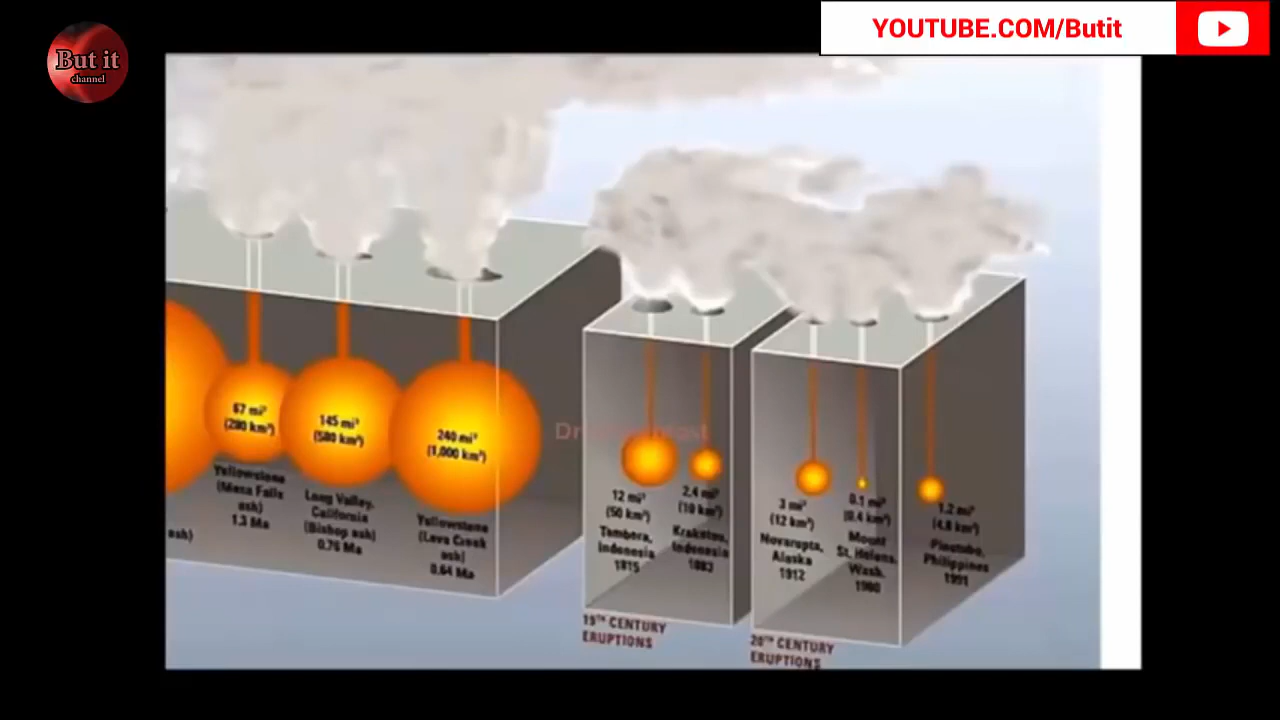 But it
channel
YOUTUBE.COM/Butit
67 mi³
(280 km³)
Yellowstone
(Mesa Falls
ash)
1.3 Ma
145 mi³
(580 km³)
Long Valley,
California
(Bishop ash)
0.76 Ma
240 mi³
(1,000 km³)
Yellowstone
(Lava Creek
ash)
0.64 Ma
ash)
12 mi³
(50 km³)
Tambora,
Indonesia
1815
2.4 mi³
(10 km³)
Krakatau,
Indonesia
1883
19TH CENTURY
ERUPTIONS
3 mi³
(12 km³)
Novarupta,
Alaska
1912
0.1 mi³
(0.4 km³)
Mount
St. Helens,
Wash.
1980
1.2 mi³
(4.8 km³)
Pinatubo,
Philippines
1991
20TH CENTURY
ERUPTIONS